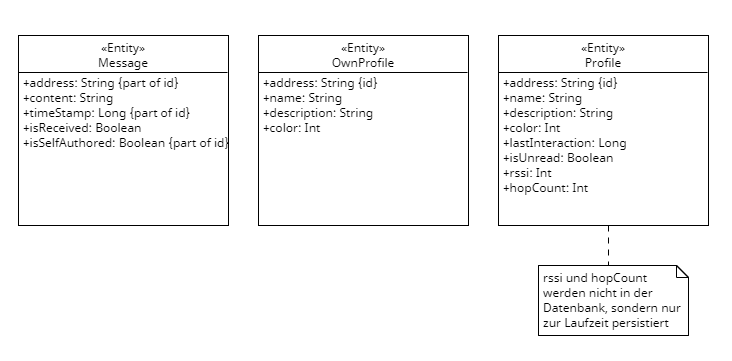 «Entity»
Message
+address: String {part of id}
+content: String
+timeStamp: Long {part of id}
+isReceived: Boolean
+isSelfAuthored: Boolean {part of id}
«Entity»
OwnProfile
+address: String {id}
+name: String
+description: String
+color: Int
«Entity»
Profile
+address: String {id}
+name: String
+description: String
+color: Int
+lastInteraction: Long
+isUnread: Boolean
+rssi: Int
+hopCount: Int
rssi und hopCount
werden nicht in der
Datenbank, sondern nur
zur Laufzeit persistiert